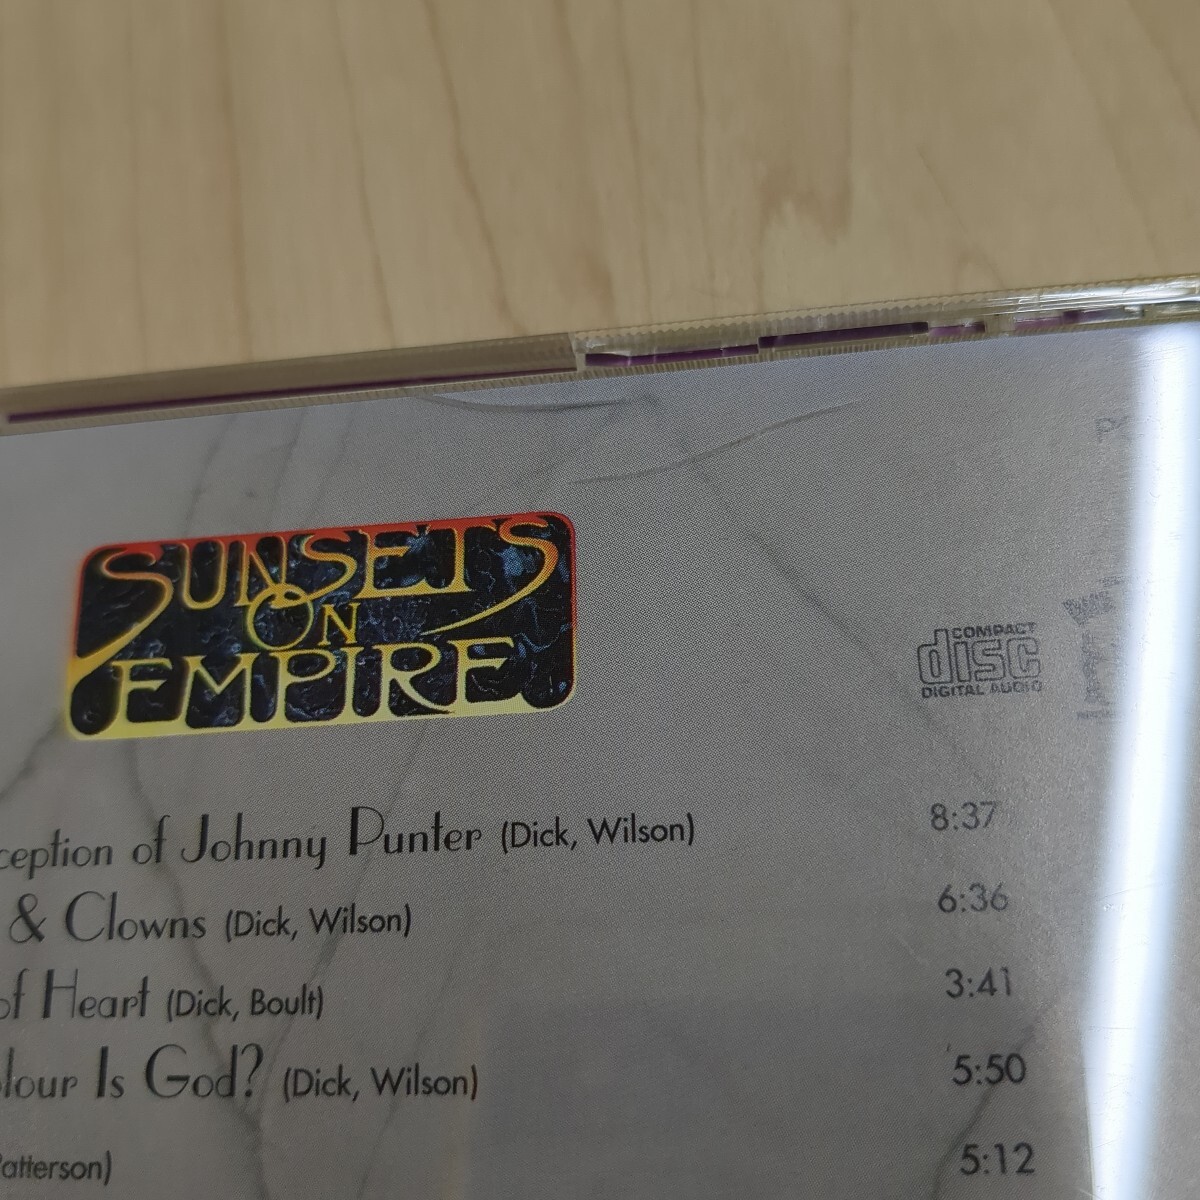 SUNSETS
ON
EMPIRE
COMPACT
disc
DIGITAL AUDIO
ception of Johnny Punter (Dick, Wilson) 8:37
& Clowns (Dick, Wilson) 6:36
of Heart (Dick, Boult) 3:41
lour Is God? (Dick, Wilson) 5:50
Patterson) 5:12